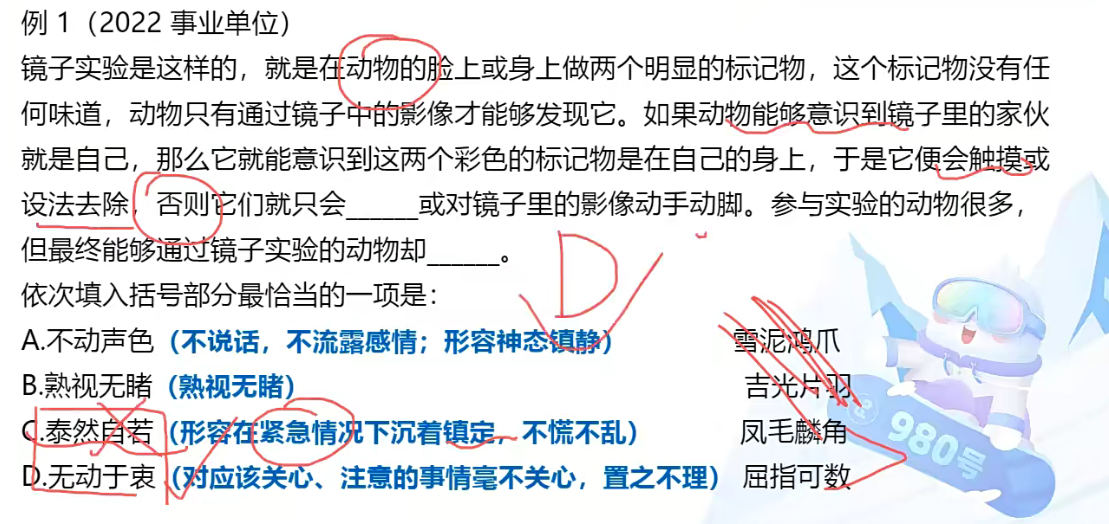 例 1（2022 事业单位）
镜子实验是这样的，就是在动物的脸上或身上做两个明显的标记物，这个标记物没有任
何味道，动物只有通过镜子中的影像才能够发现它。如果动物能够意识到镜子里的家伙
就是自己，那么它就能意识到这两个彩色的标记物是在自己的身上，于是它便会触摸或
设法去除，否则它们就只会______或对镜子里的影像动手动脚。参与实验的动物很多，
但最终能够通过镜子实验的动物却______。
D
依次填入括号部分最恰当的一项是：
A.不动声色（不说话，不流露感情；形容神态镇静） 雪泥鸿爪
B.熟视无睹（熟视无睹） 吉光片羽
C.泰然自若（形容在紧急情况下沉着镇定，不慌不乱） 凤毛麟角
D.无动于衷（对应该关心、注意的事情毫不关心，置之不理） 屈指可数
980号